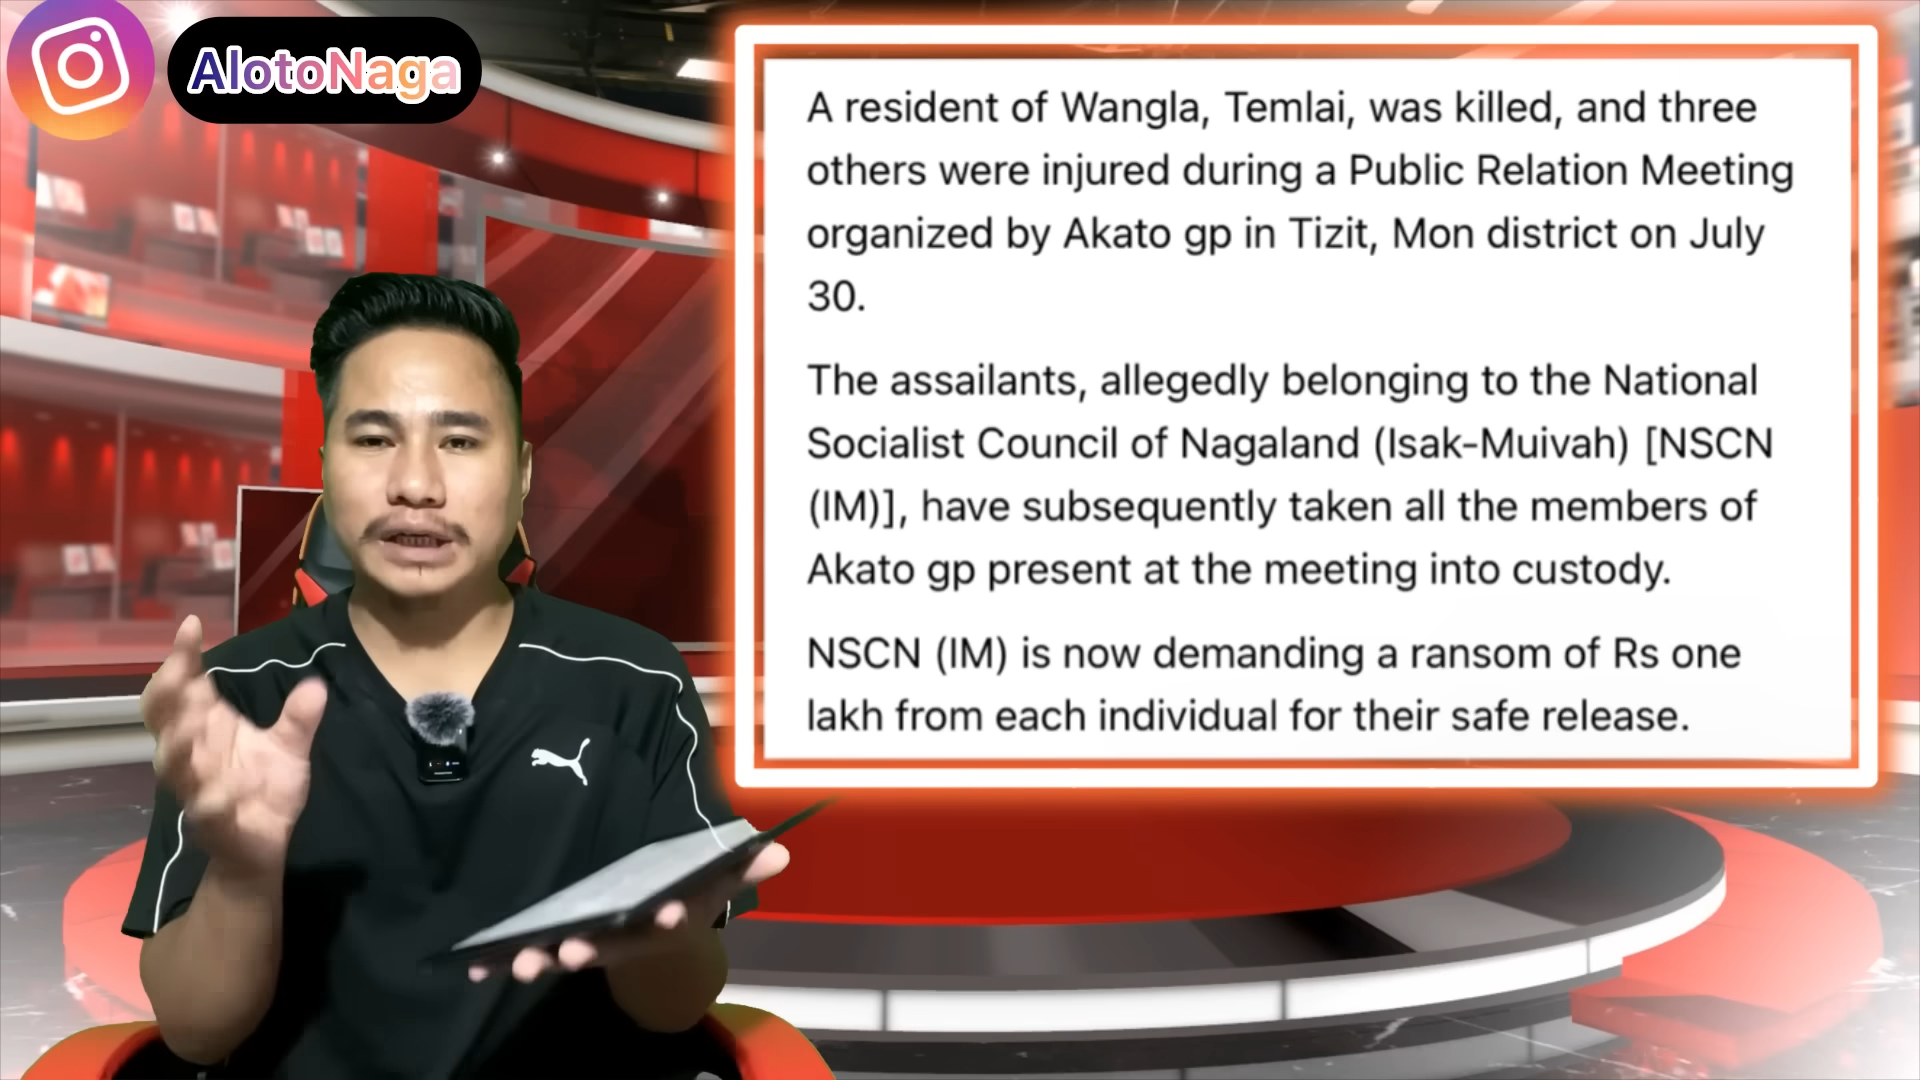 AlotoNaga
A resident of Wangla, Temlai, was killed, and three
others were injured during a Public Relation Meeting
organized by Akato gp in Tizit, Mon district on July
30.
The assailants, allegedly belonging to the National
Socialist Council of Nagaland (Isak-Muivah) [NSCN
(IM)], have subsequently taken all the members of
Akato gp present at the meeting into custody.
NSCN (IM) is now demanding a ransom of Rs one
lakh from each individual for their safe release.